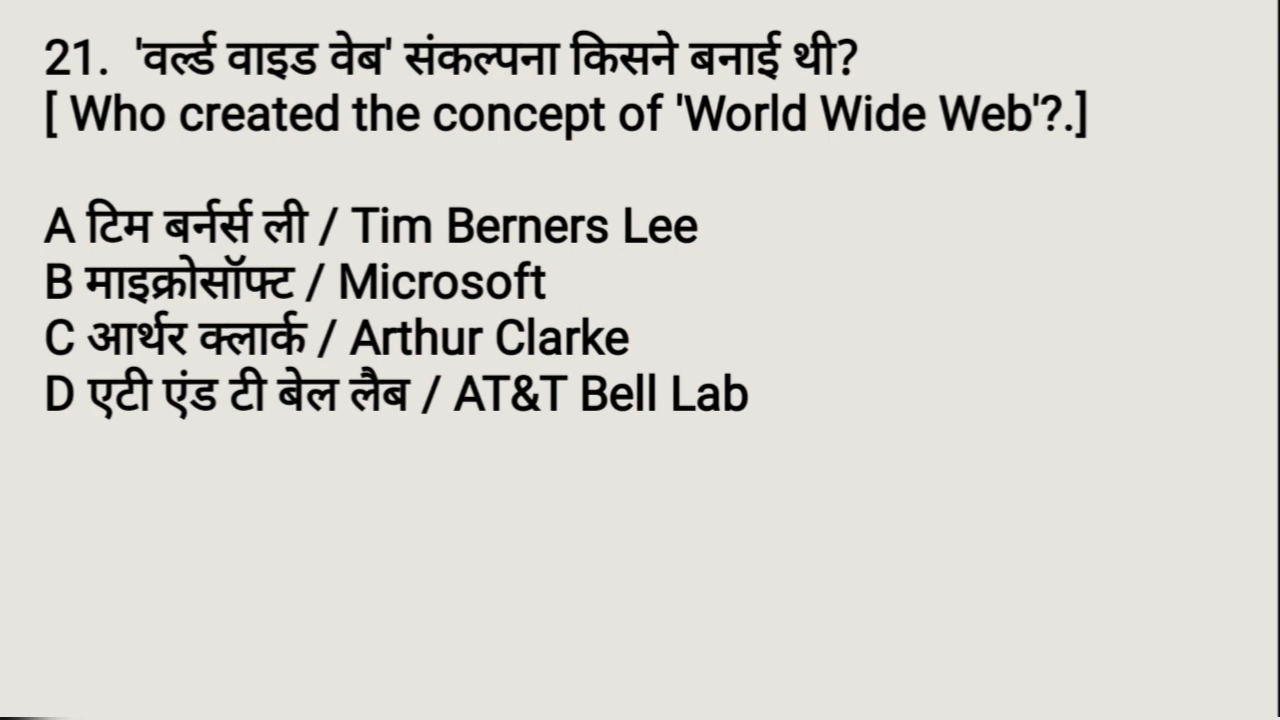 21. 'वर्ल्ड वाइड वेब' संकल्पना किसने बनाई थी?
[ Who created the concept of 'World Wide Web'?.]
A टिम बर्नर्स ली / Tim Berners Lee
B माइक्रोसॉफ्ट / Microsoft
C आर्थर क्लार्क / Arthur Clarke
D एटी एंड टी बेल लैब / AT&T Bell Lab